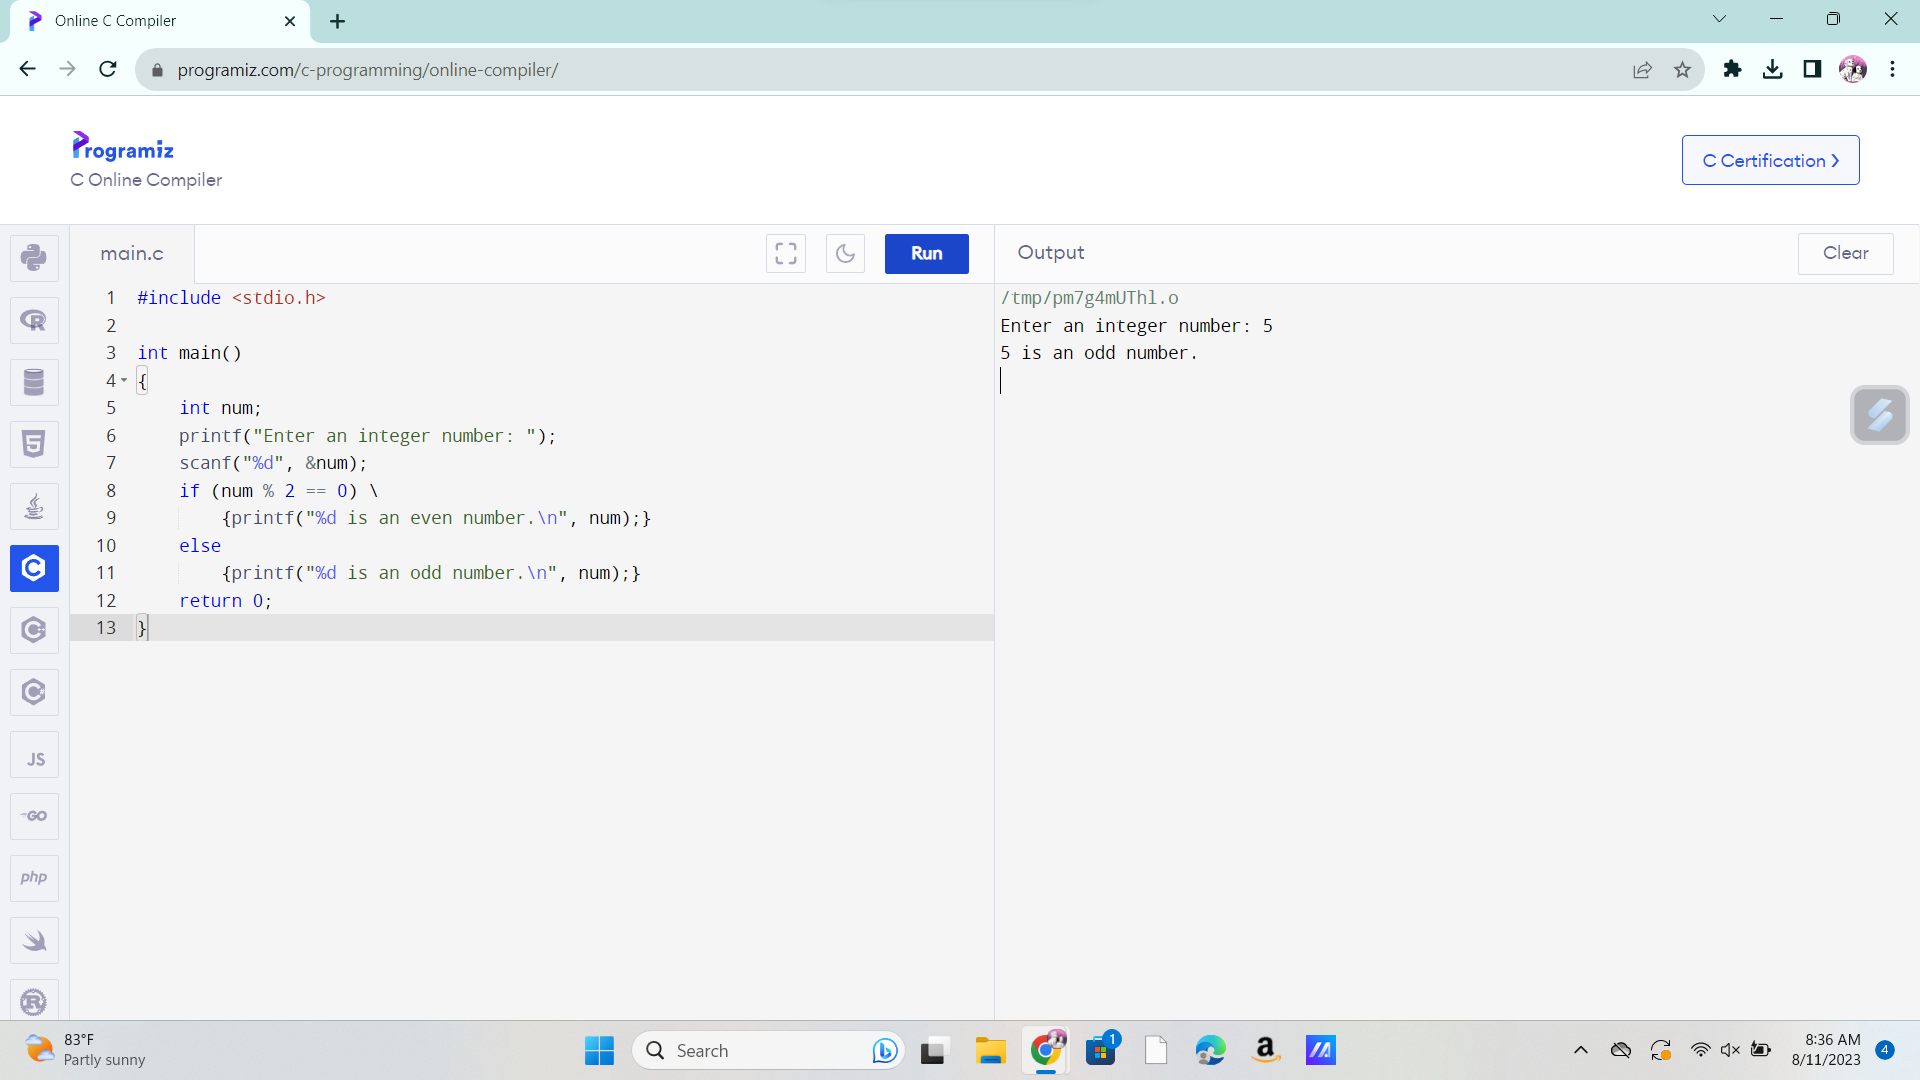 Online C Compiler
programiz.com/c-programming/online-compiler/
Programiz
C Online Compiler
C Certification
main.c
Run
Output
Clear
1 #include <stdio.h>
2
3 int main()
4 {
5 int num;
6 printf("Enter an integer number: ");
7 scanf("%d", &num);
8 if (num % 2 == 0) \
9 {printf("%d is an even number.\n", num);}
10 else
11 {printf("%d is an odd number.\n", num);}
12 return 0;
13 }
/tmp/pm7g4mUThl.o
Enter an integer number: 5
5 is an odd number.
R
5
C
C
C
JS
GO
php
R
83°F
Partly sunny
Search
1
a
8:36 AM
8/11/2023
4